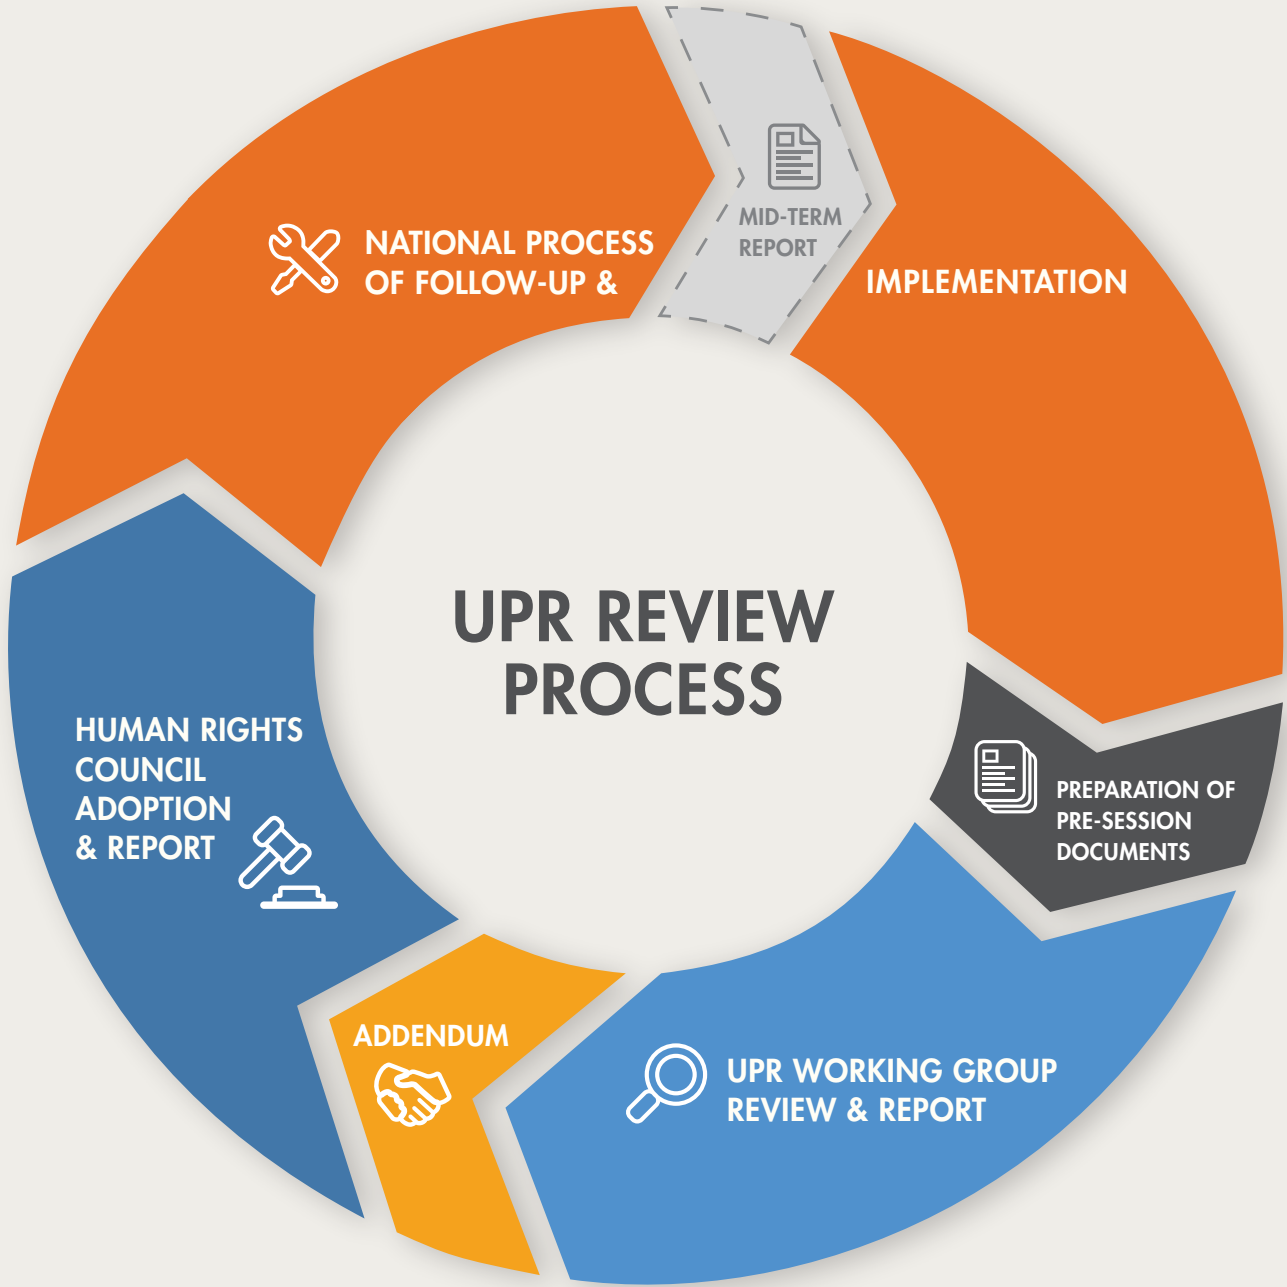 MID-TERM
REPORT
NATIONAL PROCESS
OF FOLLOW-UP &
IMPLEMENTATION
UPR REVIEW
PROCESS
HUMAN RIGHTS
COUNCIL
ADOPTION
& REPORT
PREPARATION OF
PRE-SESSION
DOCUMENTS
ADDENDUM
UPR WORKING GROUP
REVIEW & REPORT